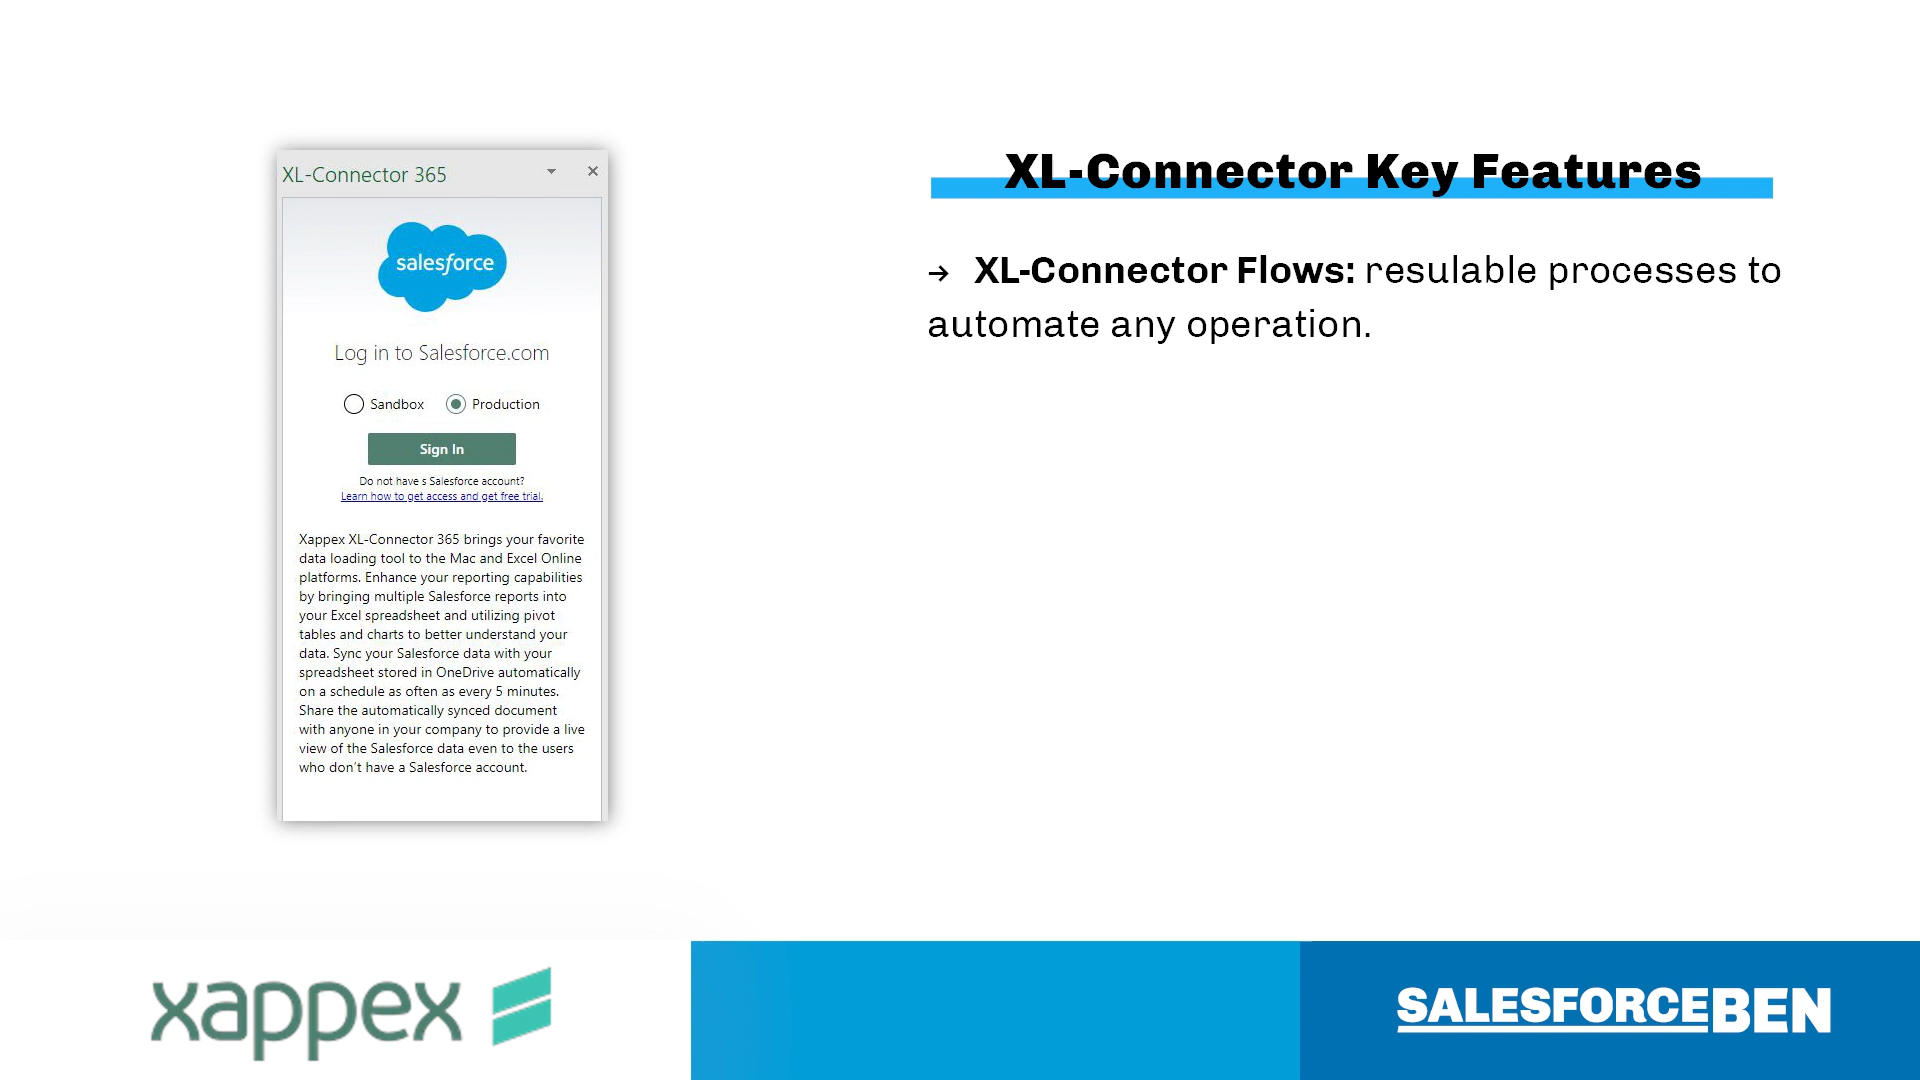 XL-Connector 365
salesforce
Log in to Salesforce.com
Sandbox Production
Sign In
Do not have s Salesforce account?
Learn how to get access and get free trial.
Xappex XL-Connector 365 brings your favorite
data loading tool to the Mac and Excel Online
platforms. Enhance your reporting capabilities
by bringing multiple Salesforce reports into
your Excel spreadsheet and utilizing pivot
tables and charts to better understand your
data. Sync your Salesforce data with your
spreadsheet stored in OneDrive automatically
on a schedule as often as every 5 minutes.
Share the automatically synced document
with anyone in your company to provide a live
view of the Salesforce data even to the users
who don't have a Salesforce account.
XL-Connector Key Features
→ XL-Connector Flows: resulable processes to
automate any operation.
xappex
SALESFORCEBEN